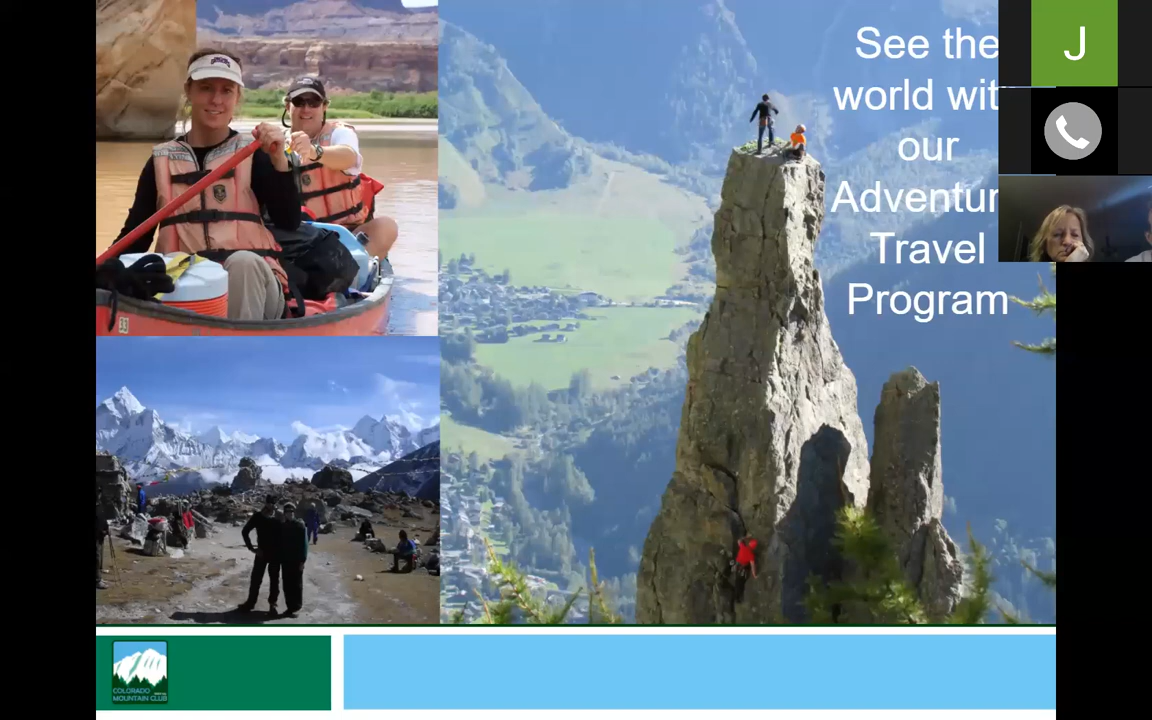 See the
world wit
our
Adventur
Travel
Program
J
COLORADO
MOUNTAIN CLUB